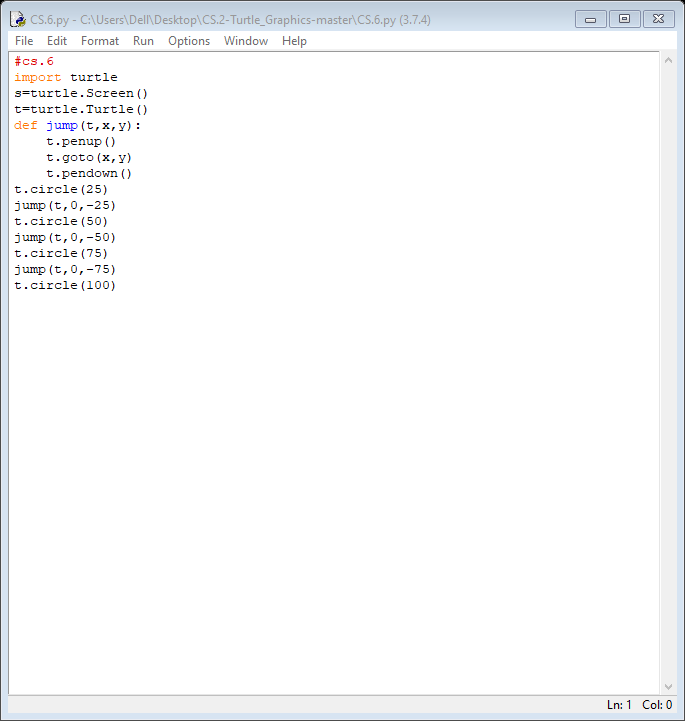 CS.6.py - C:\Users\Dell\Desktop\CS.2-Turtle_Graphics-master\CS.6.py (3.7.4)
File Edit Format Run Options Window Help
#cs.6
import turtle
s=turtle.Screen()
t=turtle.Turtle()
def jump(t,x,y):
    t.penup()
    t.goto(x,y)
    t.pendown()
t.circle(25)
jump(t,0,-25)
t.circle(50)
jump(t,0,-50)
t.circle(75)
jump(t,0,-75)
t.circle(100)
Ln: 1 Col: 0